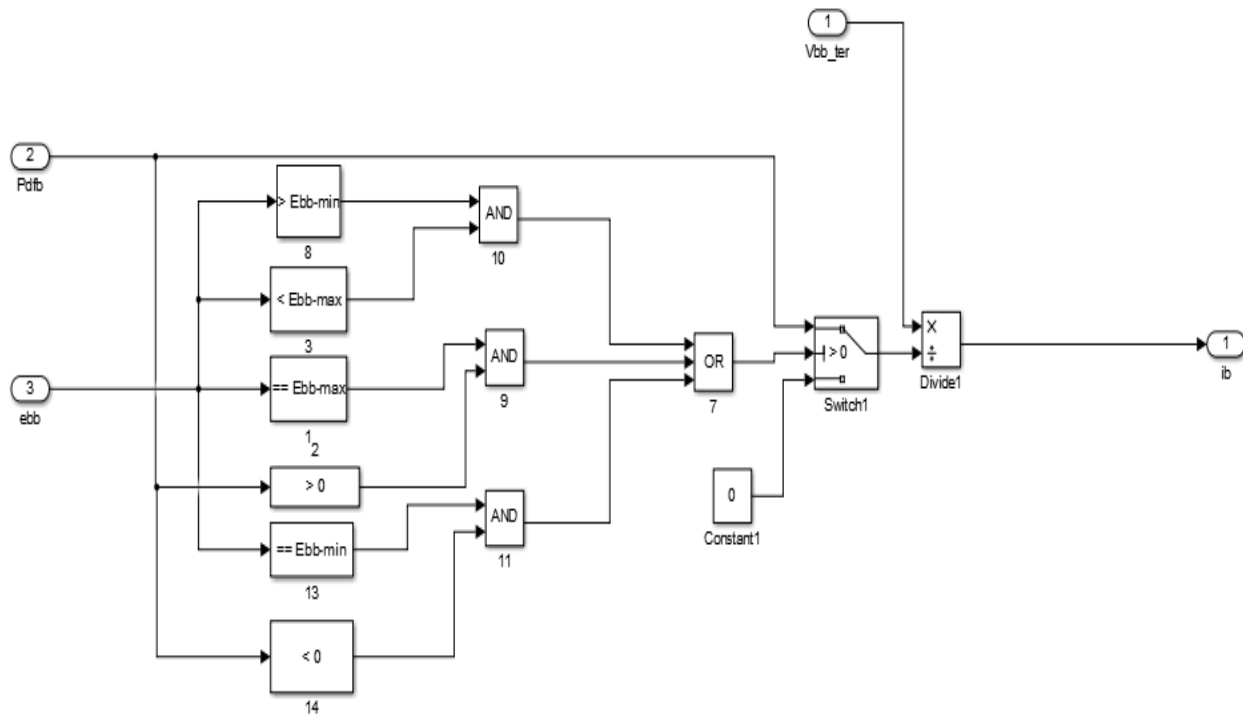 1
Vbb_ter
2
Pdfb
> Ebb-min
8
AND
10
< Ebb-max
3
3
ebb
== Ebb-max
1
AND
9
OR
7
> 0
Switch1
×
÷
Divide1
1
ib
2
> 0
== Ebb-min
13
AND
11
0
Constant1
< 0
14